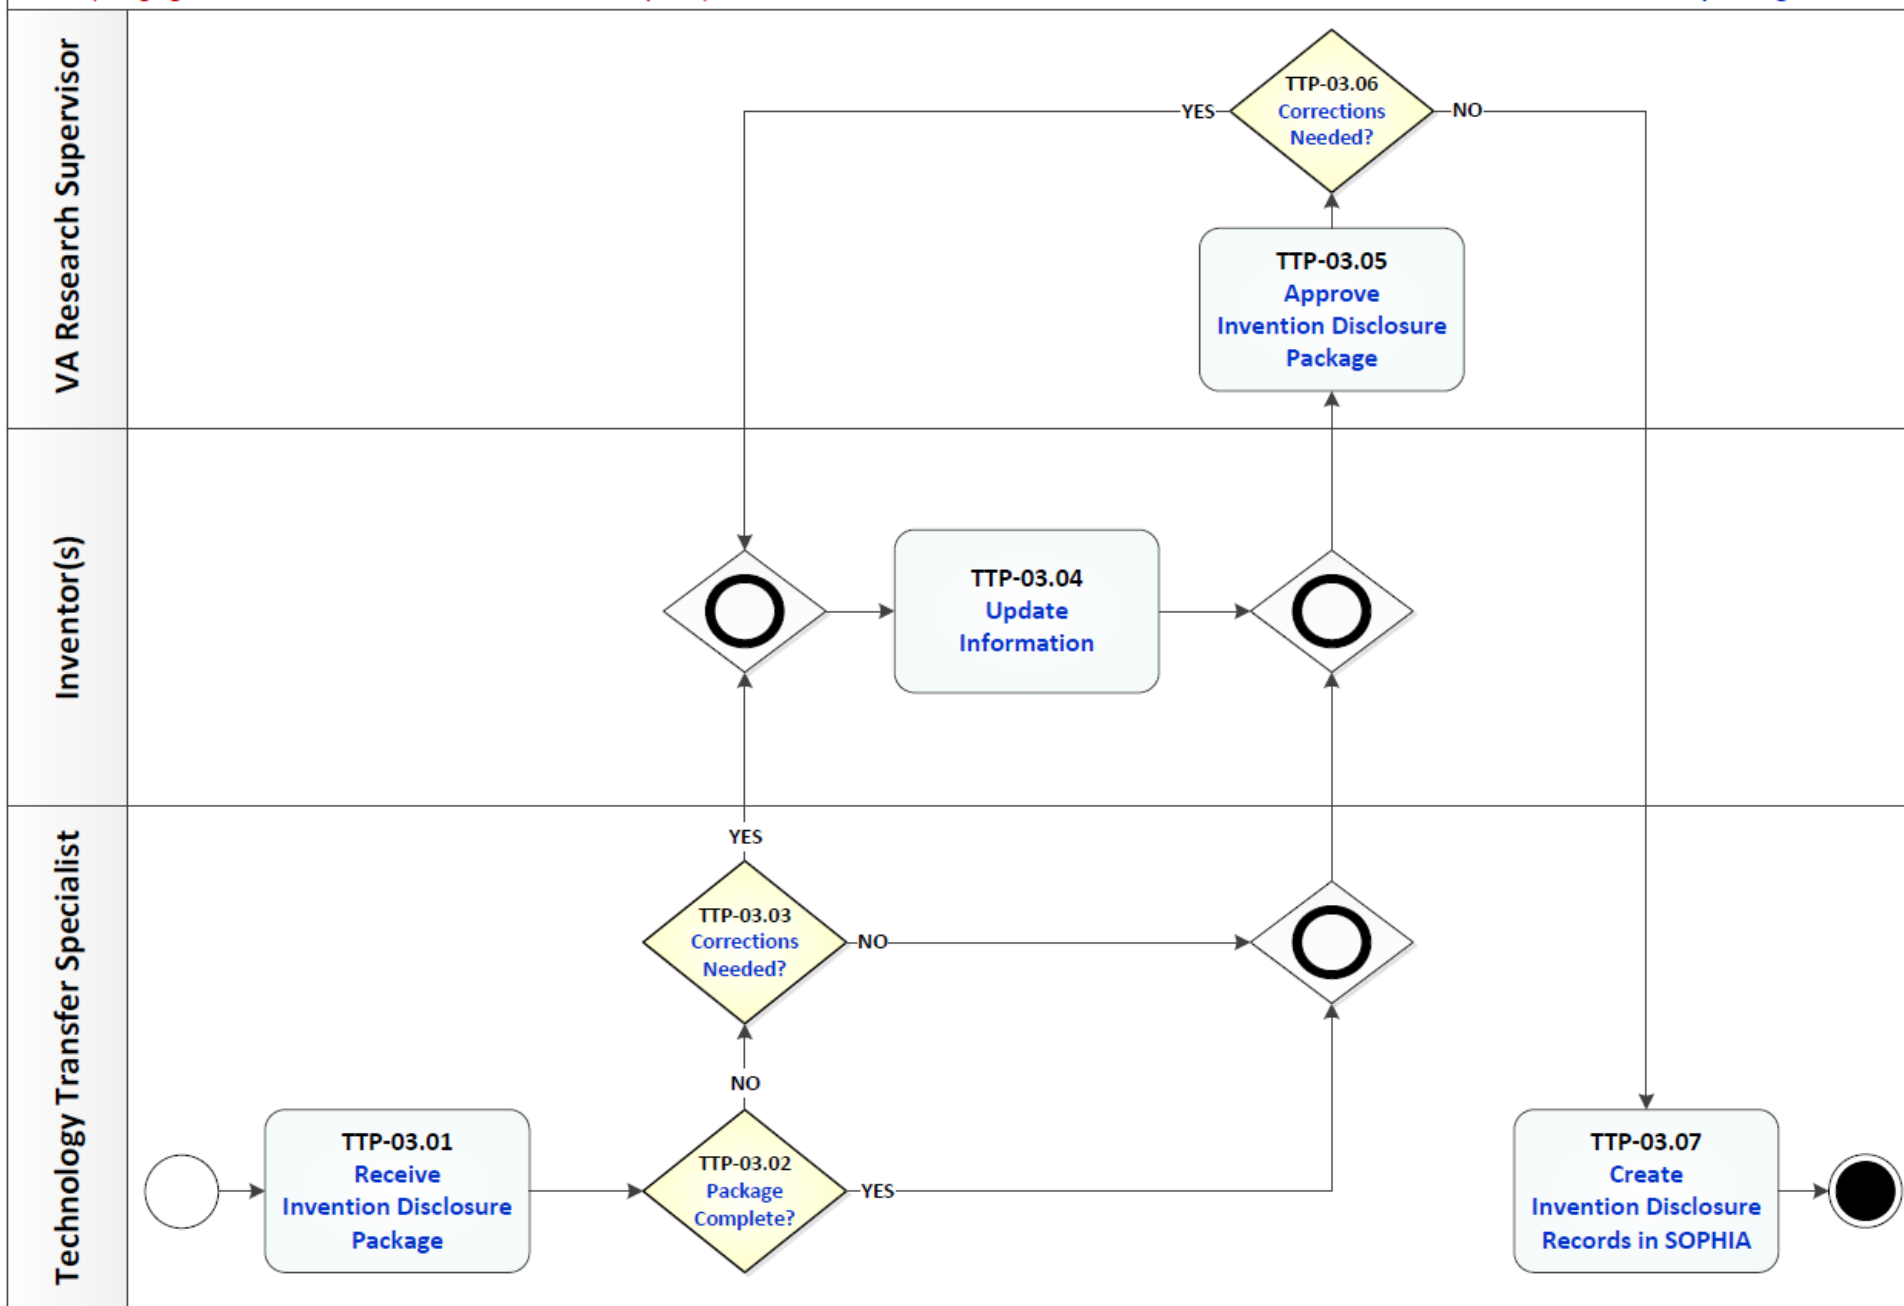 VA Research Supervisor
TTP-03.06
Corrections
Needed?
YES
NO
TTP-03.05
Approve
Invention Disclosure
Package
Inventor(s)
TTP-03.04
Update
Information
Technology Transfer Specialist
YES
TTP-03.03
Corrections
Needed?
NO
NO
TTP-03.01
Receive
Invention Disclosure
Package
TTP-03.02
Package
Complete?
YES
TTP-03.07
Create
Invention Disclosure
Records in SOPHIA